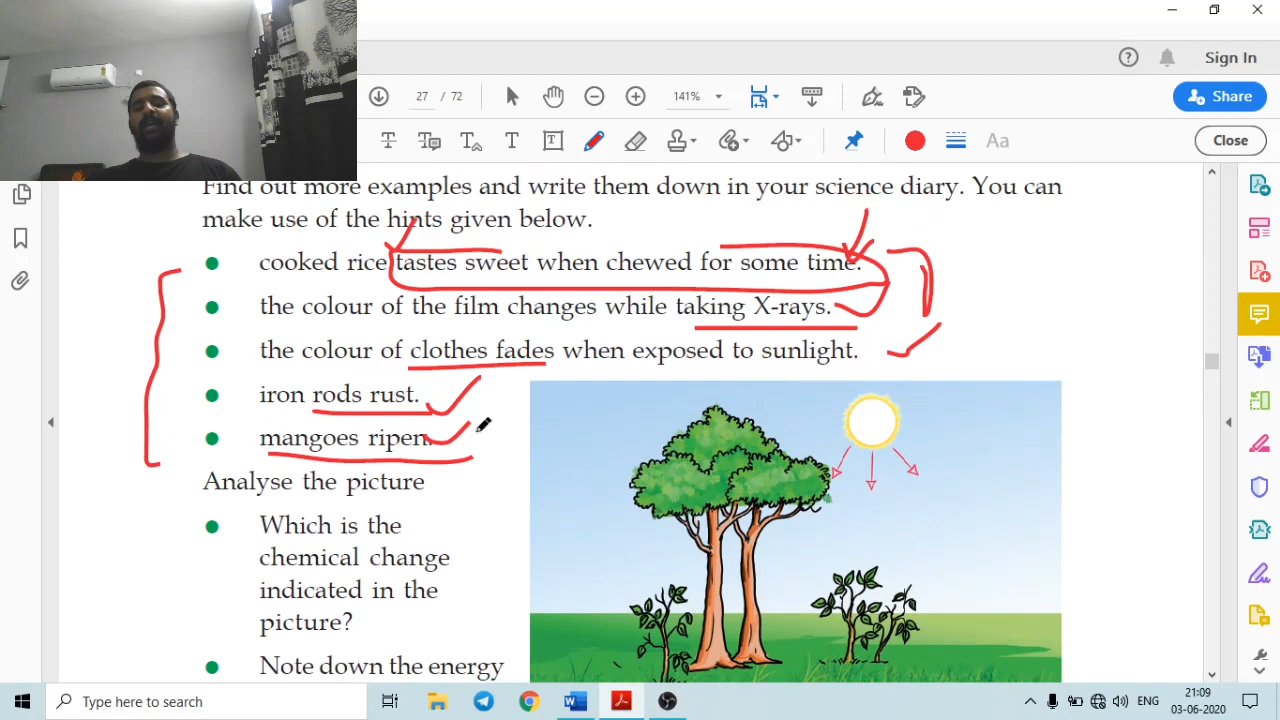 Sign In
27 / 72
141%
Share
Aa
Close
Find out more examples and write them down in your science diary. You can
make use of the hints given below.
cooked rice tastes sweet when chewed for some time.
the colour of the film changes while taking X-rays.
the colour of clothes fades when exposed to sunlight.
iron rods rust.
mangoes ripen.
Analyse the picture
Which is the
chemical change
indicated in the
picture?
Note down the energy
Type here to search
ENG
21:09
03-06-2020